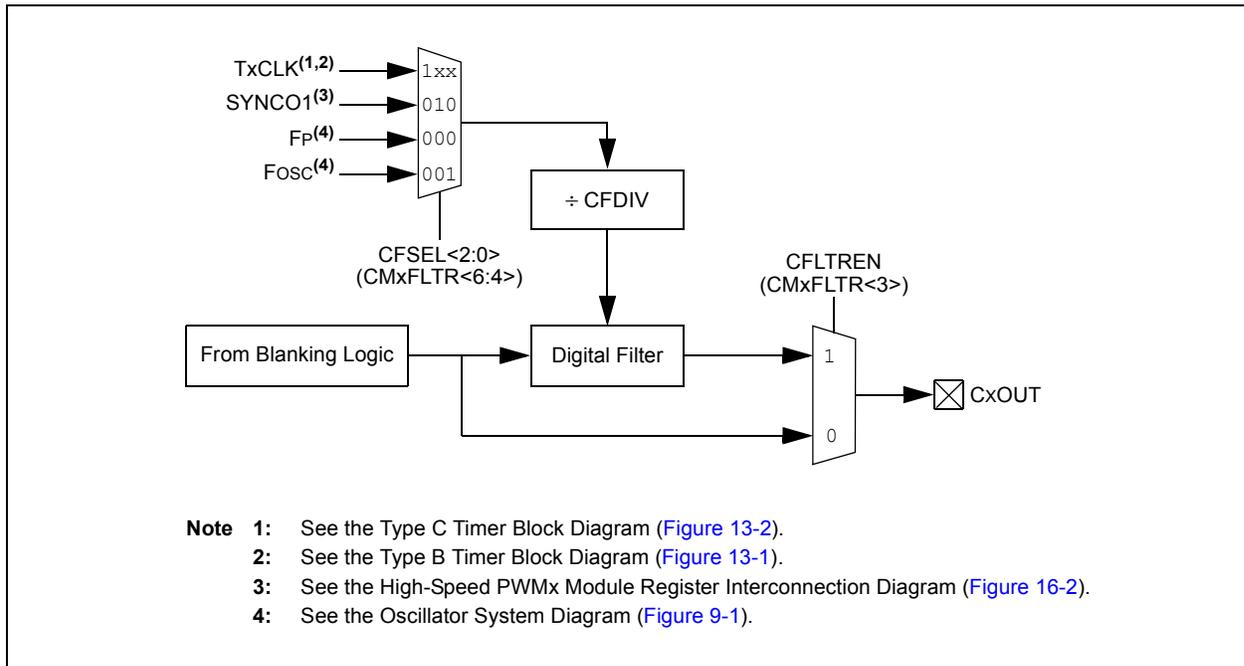 TxCLK(1,2)
SYNCO1(3)
FP(4)
FOSC(4)
1xx
010
000
001
÷ CFDIV
CFSEL<2:0>
(CMxFLTR<6:4>)
CFLTREN
(CMxFLTR<3>)
From Blanking Logic
Digital Filter
1
0
CxOUT
Note 1: See the Type C Timer Block Diagram (Figure 13-2).
2: See the Type B Timer Block Diagram (Figure 13-1).
3: See the High-Speed PWMx Module Register Interconnection Diagram (Figure 16-2).
4: See the Oscillator System Diagram (Figure 9-1).